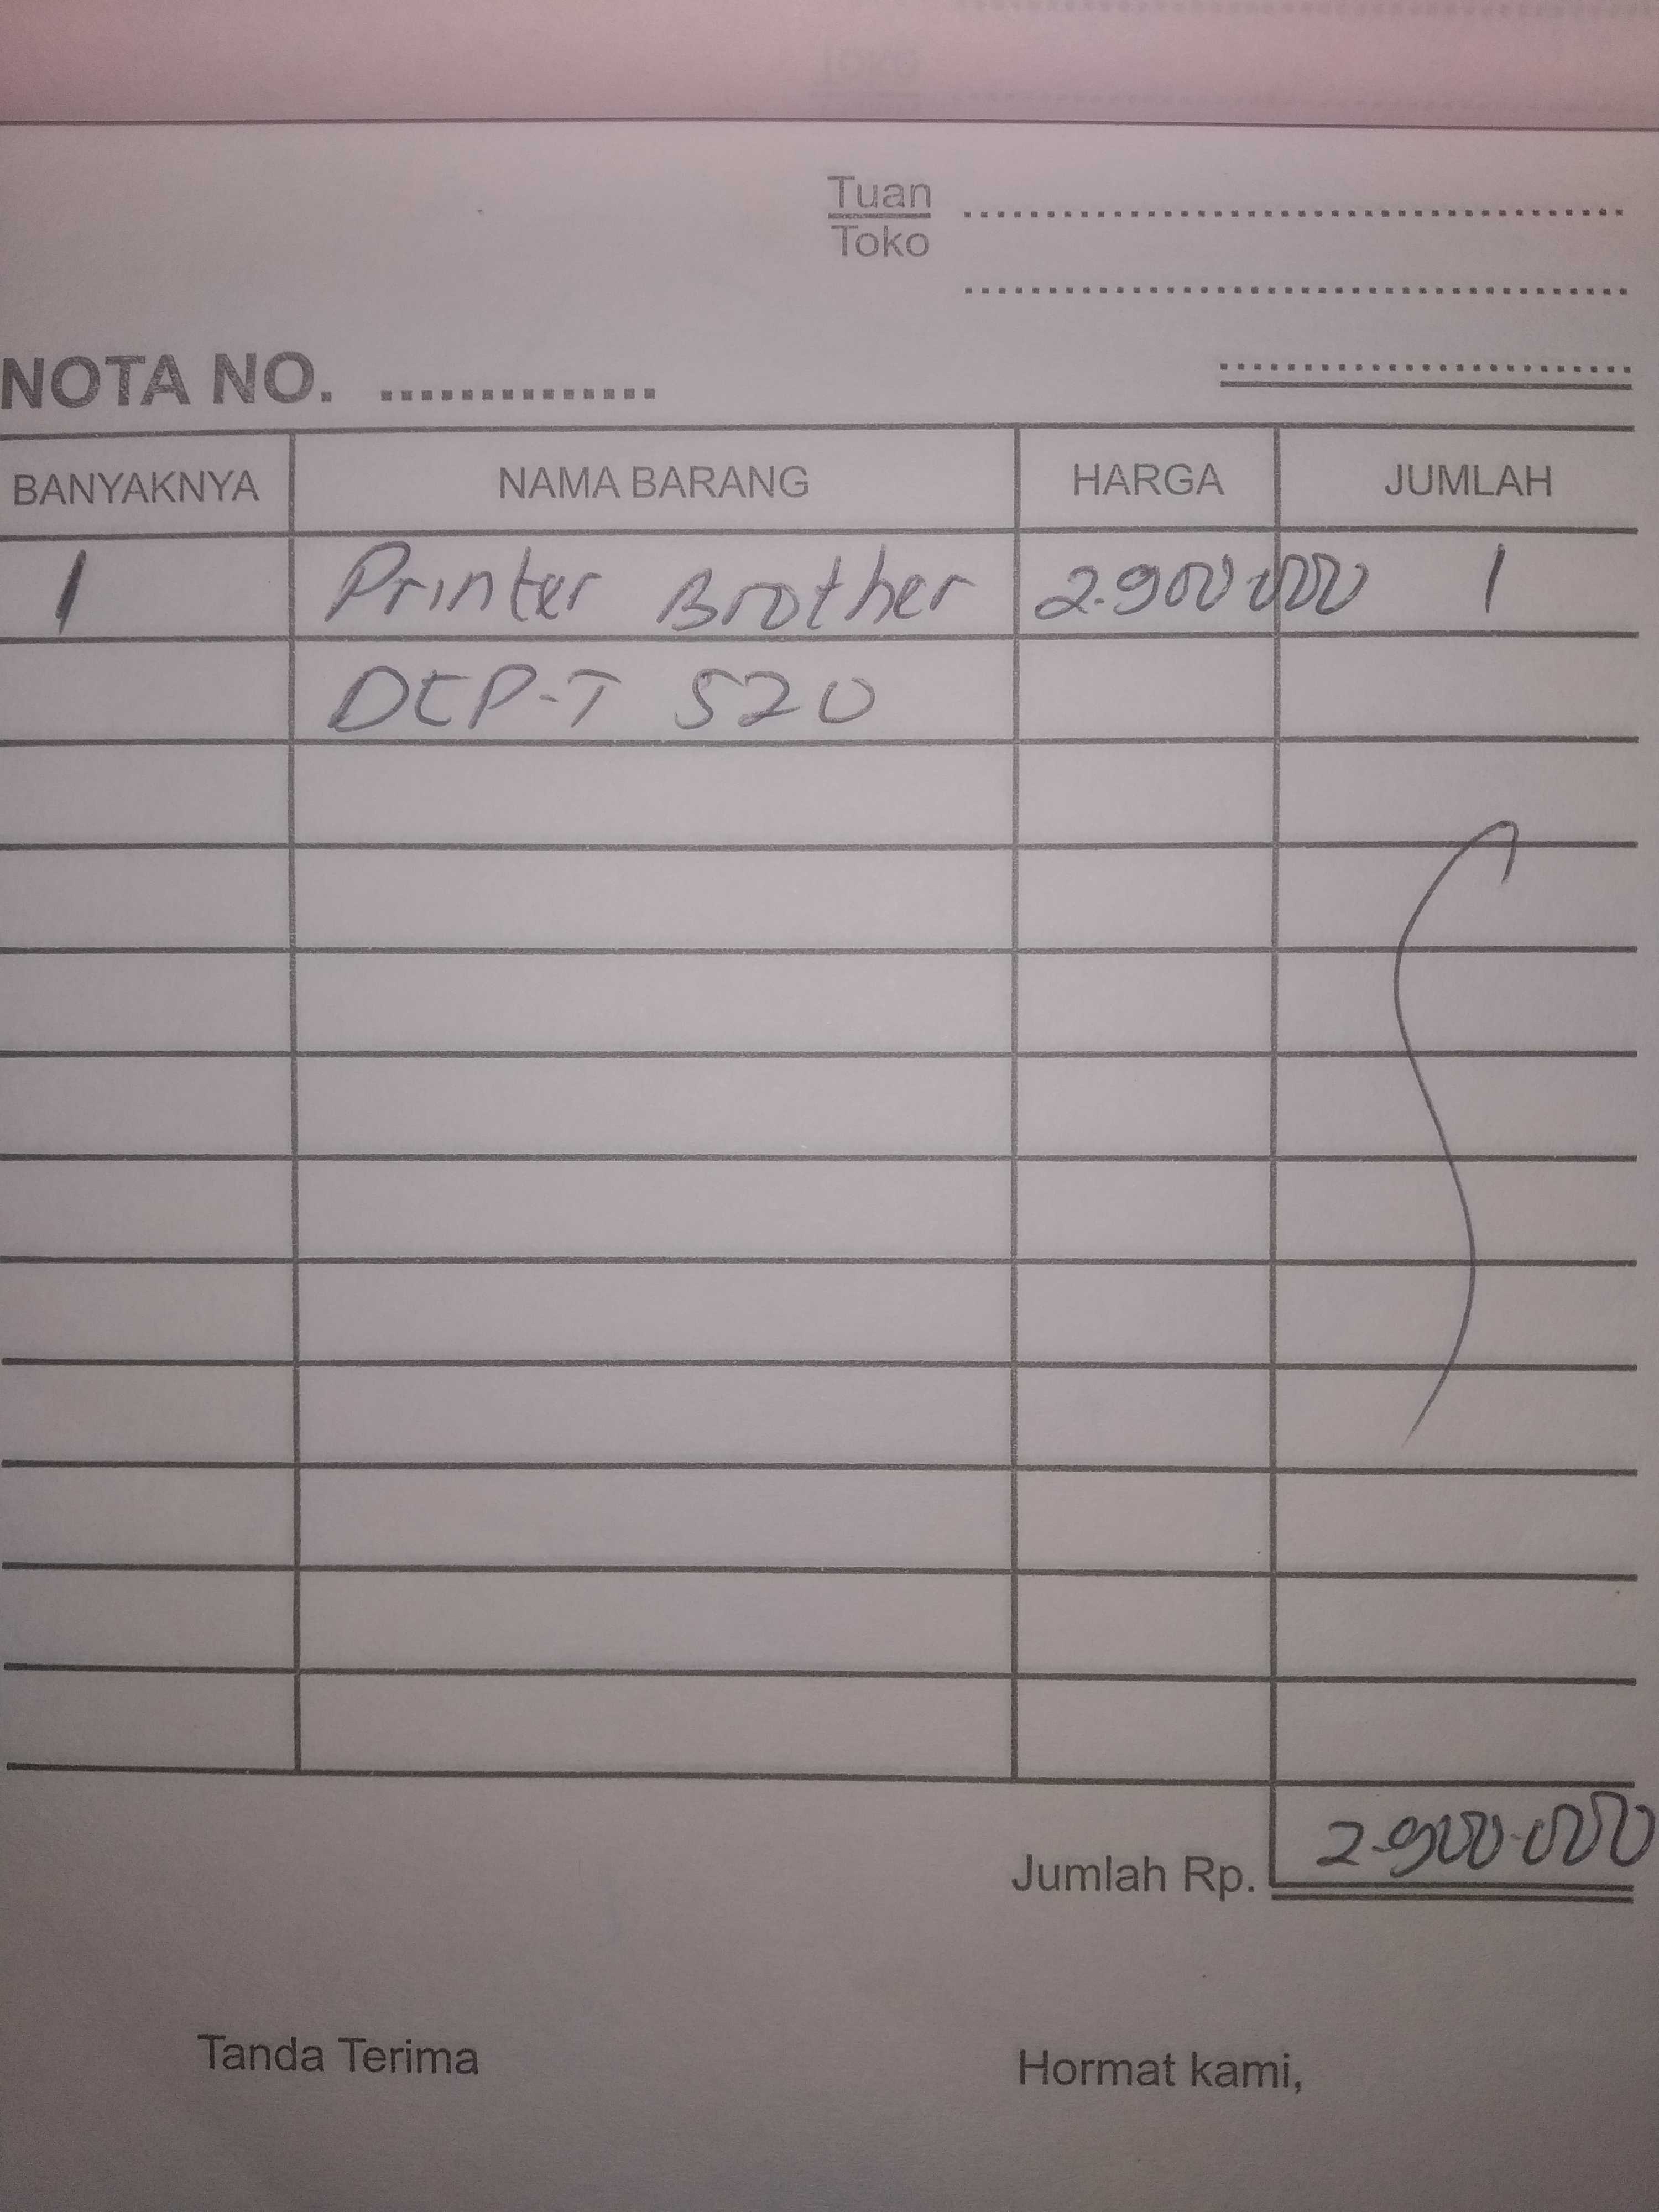 Tuan
Toko
NOTA NO.
BANYAKNYA NAMA BARANG HARGA JUMLAH
1 Printer Brother 2.900.000 1
DCP-T 520
Jumlah Rp. 2.900.000
Tanda Terima Hormat kami,